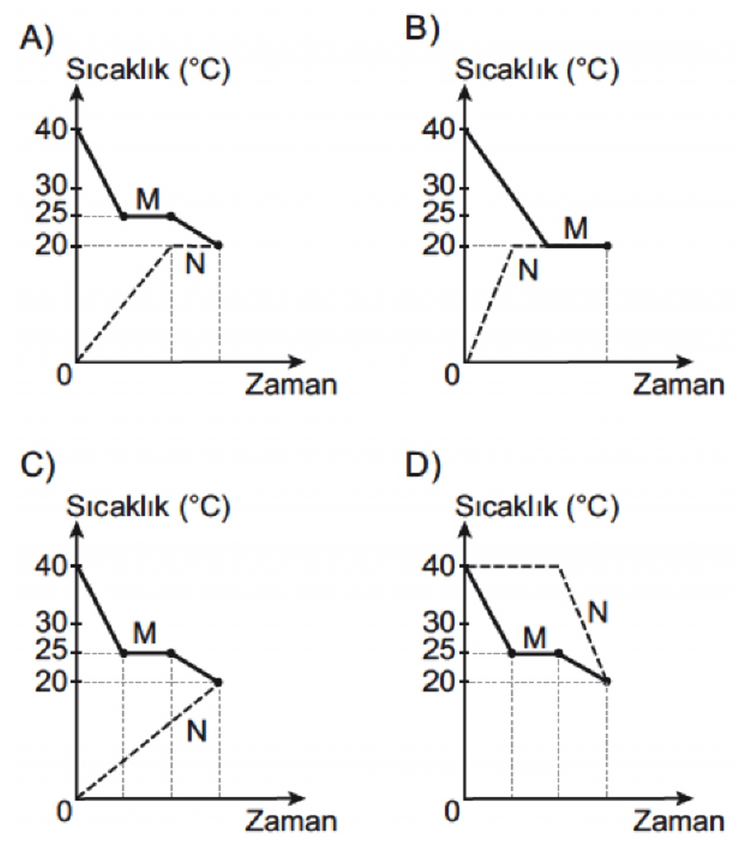 A)
Sıcaklık (°C)
40
30
25
20
0
M
N
Zaman
B)
Sıcaklık (°C)
40
30
25
20
0
M
N
Zaman
C)
Sıcaklık (°C)
40
30
25
20
0
M
N
Zaman
D)
Sıcaklık (°C)
40
30
25
20
0
M
N
Zaman